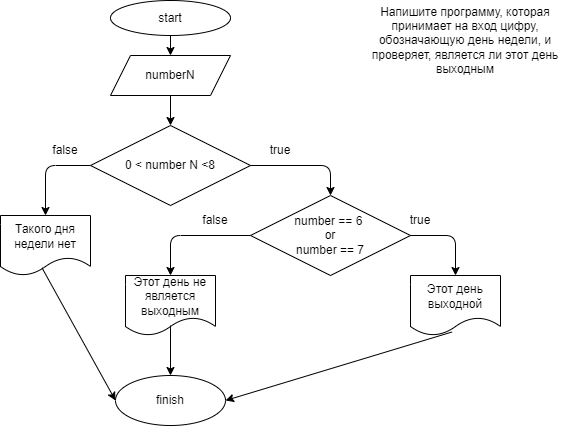 start
Напишите программу, которая
принимает на вход цифру,
обозначающую день недели, и
проверяет, является ли этот день
выходным
numberN
false
true
0 < number N <8
false
true
number == 6
or
number == 7
Такого дня
недели нет
Этот день не
является
выходным
Этот день
выходной
finish